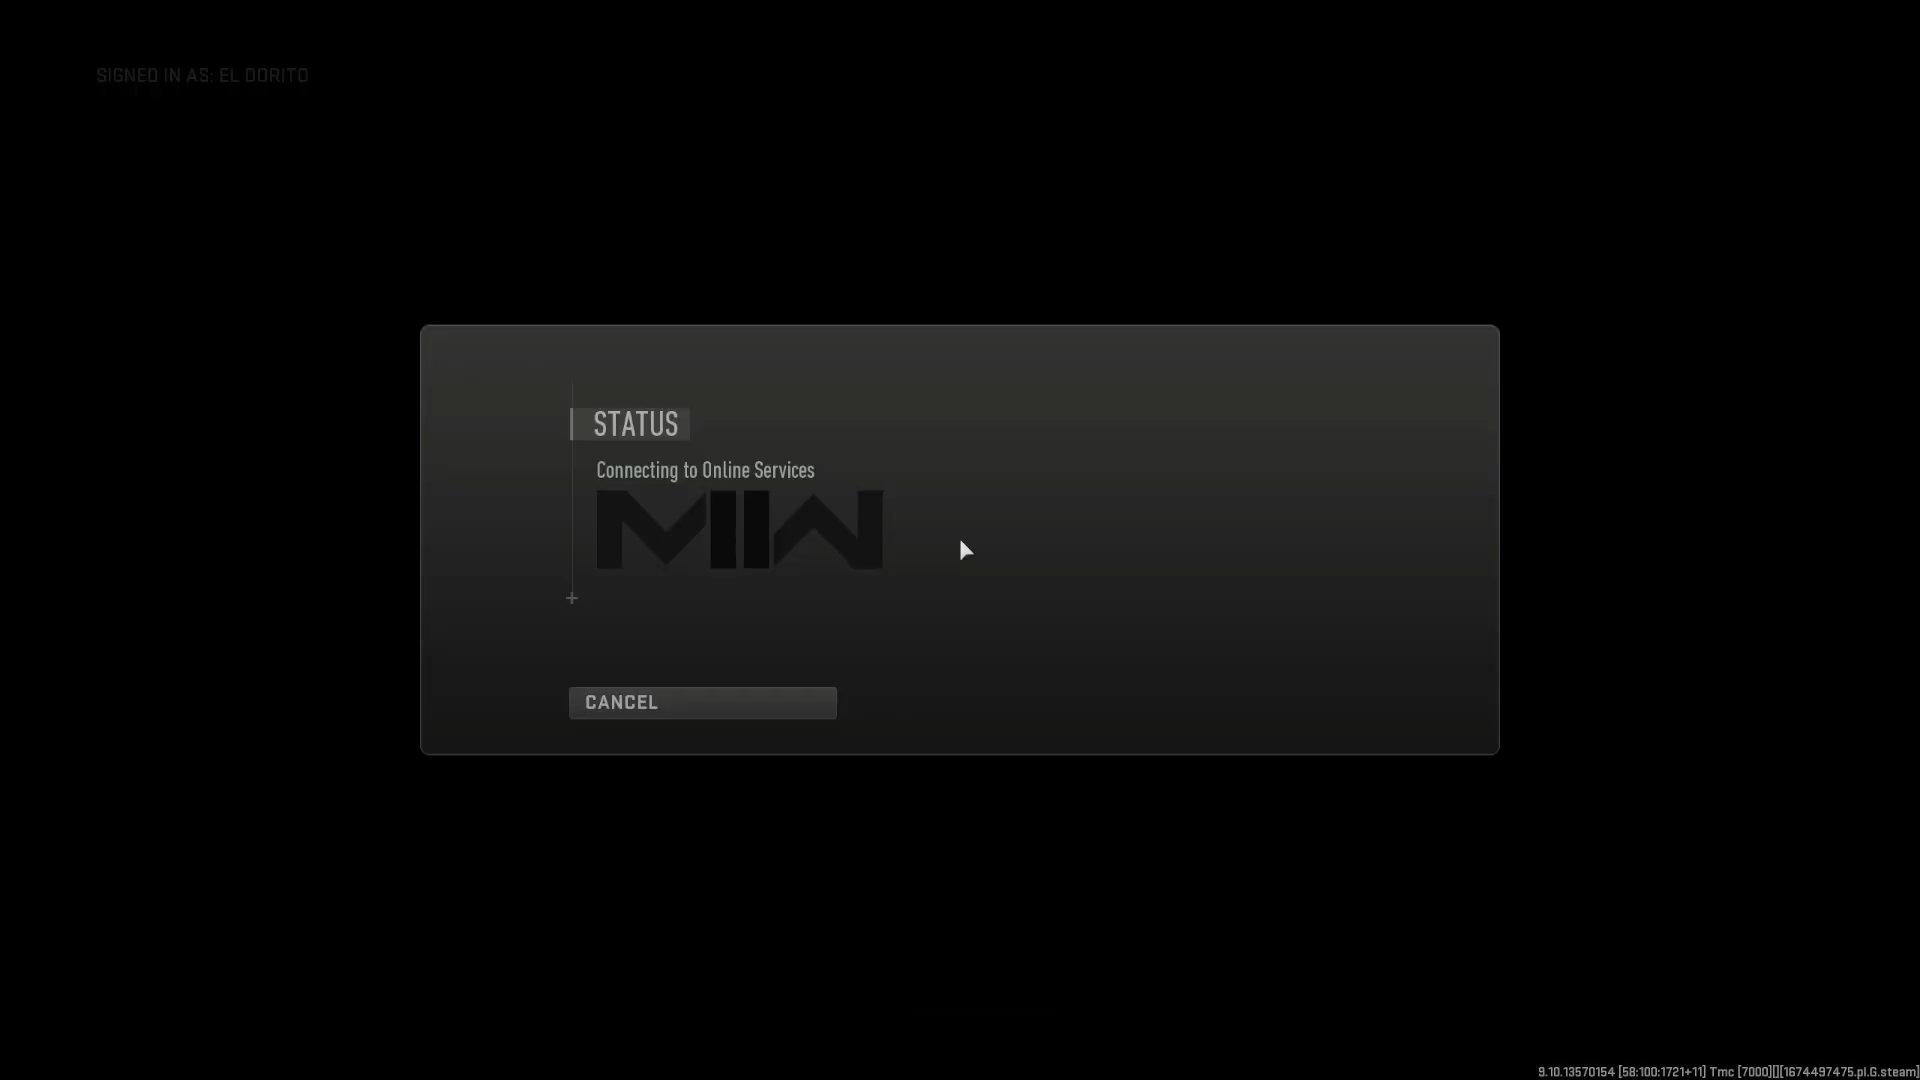 SIGNED IN AS: EL DORITO
STATUS
Connecting to Online Services
MIIW
CANCEL
9.10.13570154 [58:100:1721+11] Tmc [7000][][1674497475.pl.G.steam]